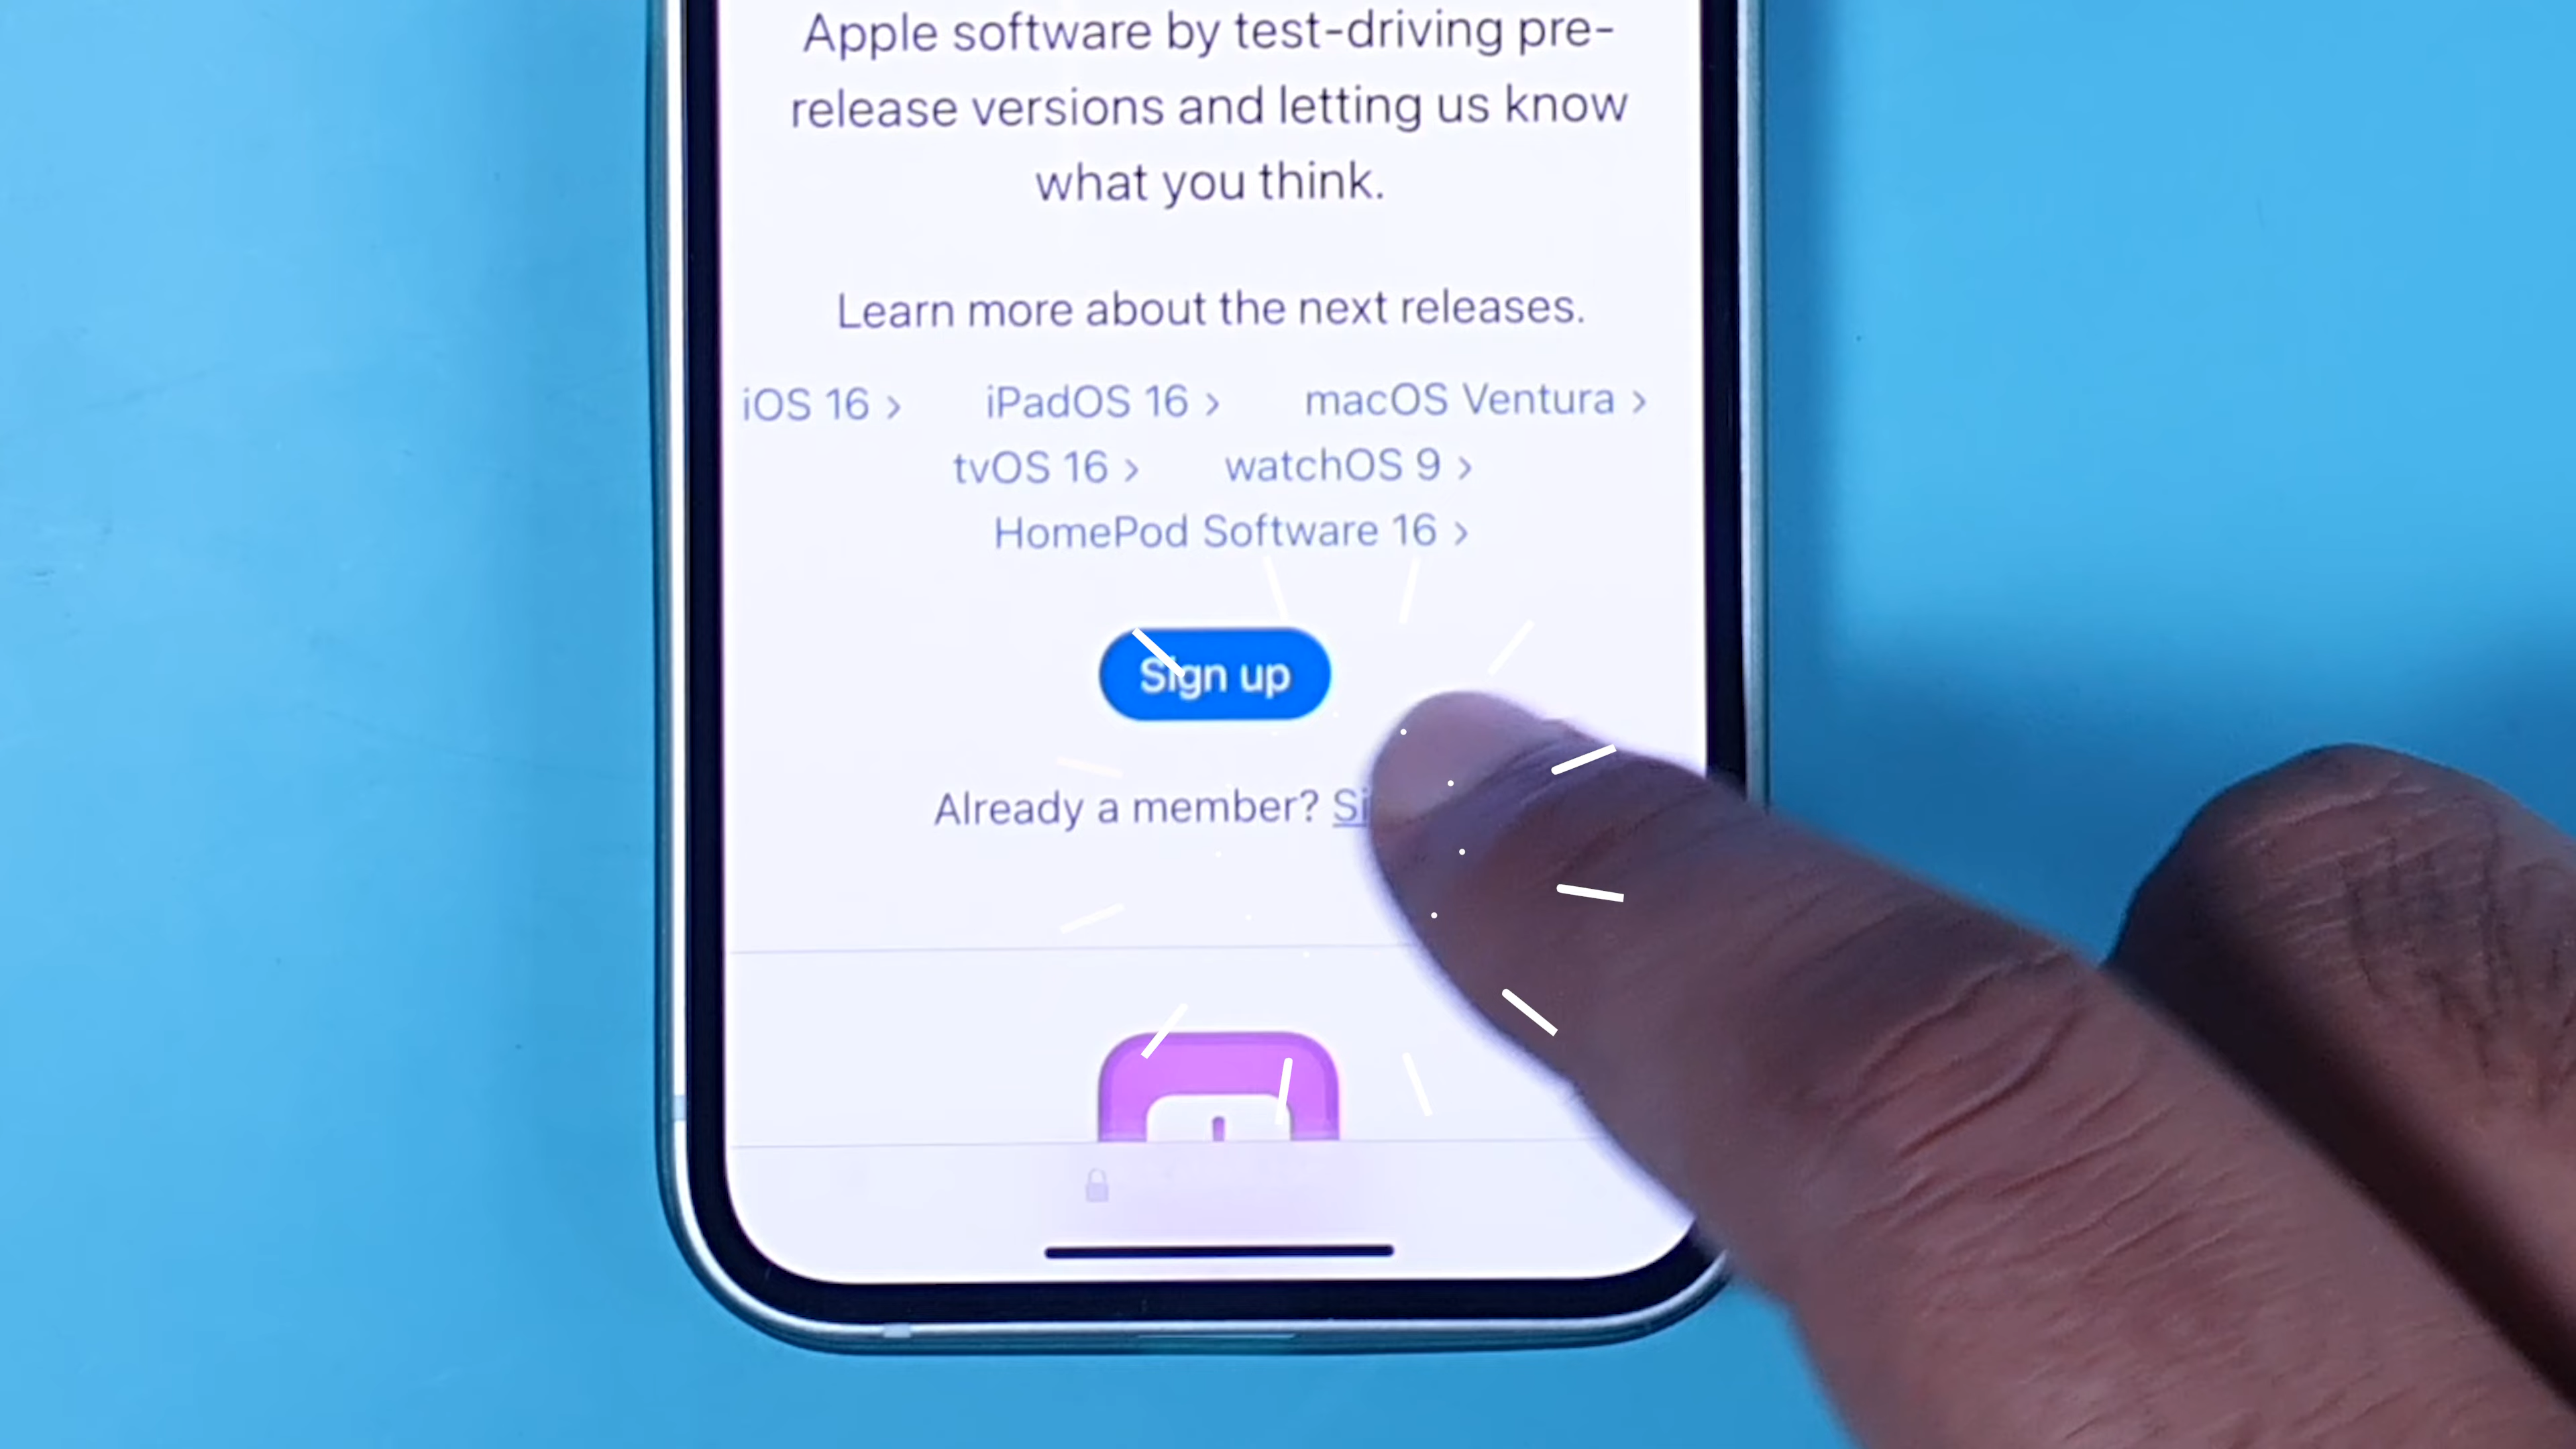 Apple software by test-driving pre-
release versions and letting us know
what you think.
Learn more about the next releases.
iOS 16 > iPadOS 16 > macOS Ventura >
tvOS 16 > watchOS 9 >
HomePod Software 16 >
Sign up
Already a member? Si